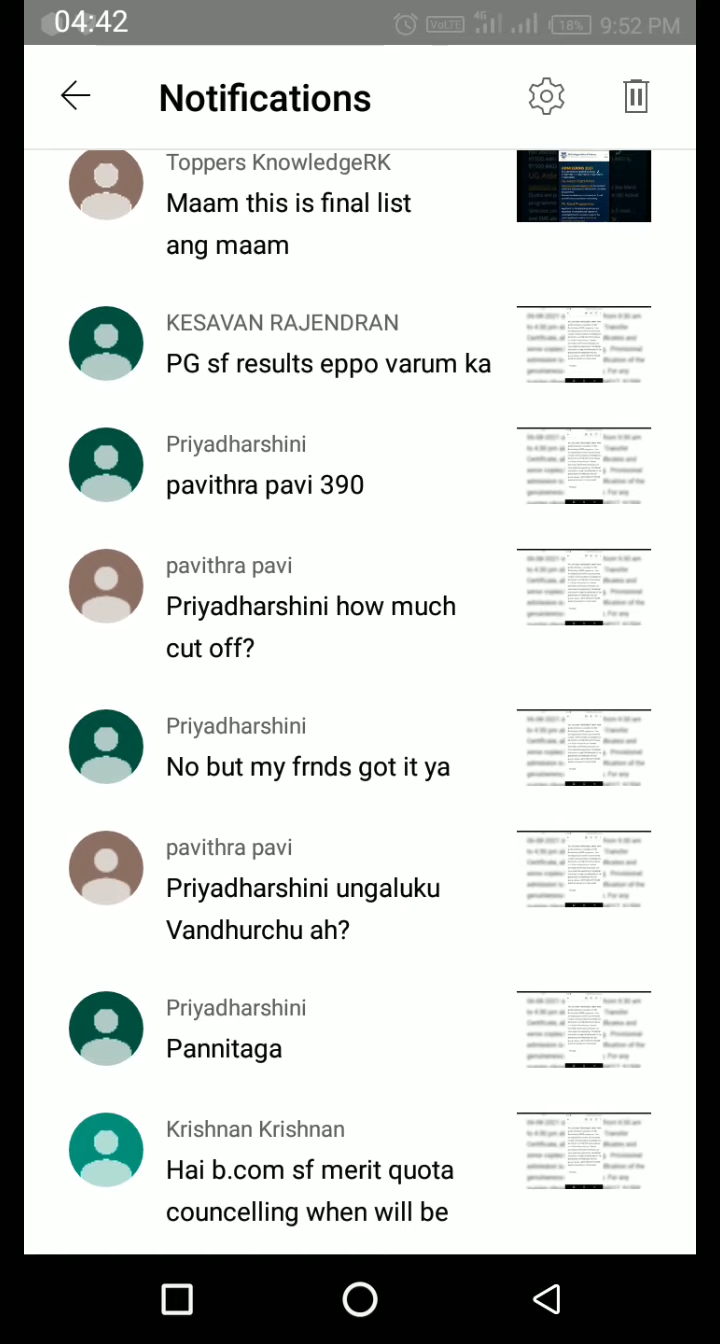 04:42
VoLTE 4G 18% 9:52 PM
Notifications
Toppers KnowledgeRK
Maam this is final list
ang maam
KESAVAN RAJENDRAN
PG sf results eppo varum ka
Priyadharshini
pavithra pavi 390
pavithra pavi
Priyadharshini how much
cut off?
Priyadharshini
No but my frnds got it ya
pavithra pavi
Priyadharshini ungaluku
Vandhurchu ah?
Priyadharshini
Pannitaga
Krishnan Krishnan
Hai b.com sf merit quota
councelling when will be